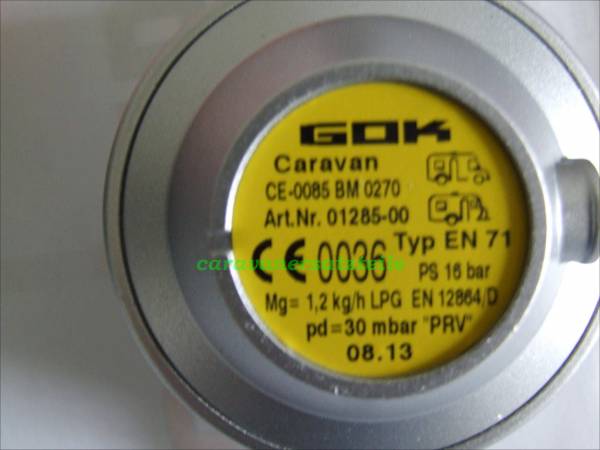 GOK
Caravan
CE-0085 BM 0270
Art.Nr. 01285-00
CE 0036 Typ EN 71
caravanersatzteile
PS 16 bar
Mg= 1,2 kg/h LPG EN 12864/D
pd=30 mbar "PRV"
08.13